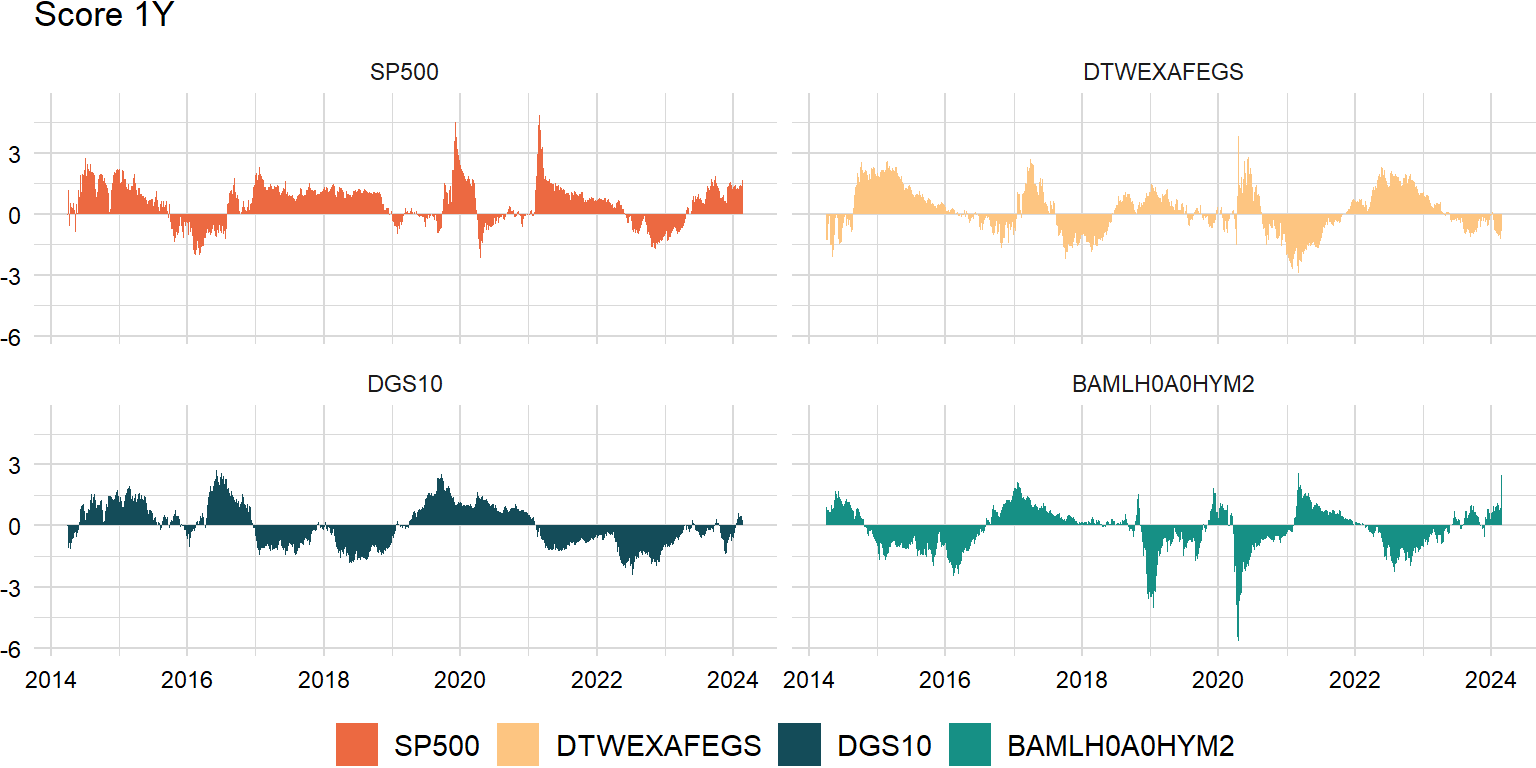 Score 1Y
SP500 DTWEXAFEGS
3
0
-3
-6
DGS10 BAMLH0A0HYM2
3
0
-3
-6
2014 2016 2018 2020 2022 2024 2014 2016 2018 2020 2022 2024
SP500 DTWEXAFEGS DGS10 BAMLH0A0HYM2